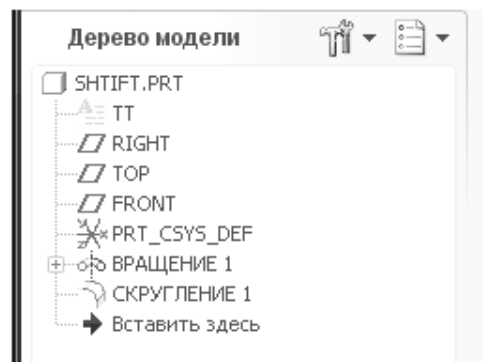 Дерево модели
SHTIFT.PRT
TT
RIGHT
TOP
FRONT
PRT_CSYS_DEF
ВРАЩЕНИЕ 1
СКРУГЛЕНИЕ 1
Вставить здесь